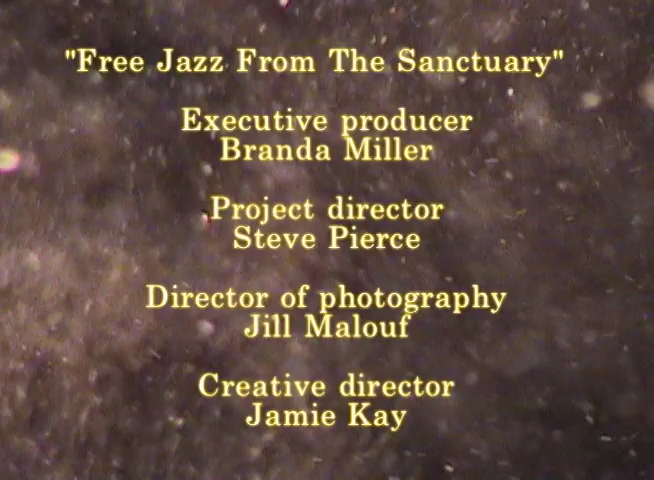 "Free Jazz From The Sanctuary"
Executive producer
Branda Miller
Project director
Steve Pierce
Director of photography
Jill Malouf
Creative director
Jamie Kay